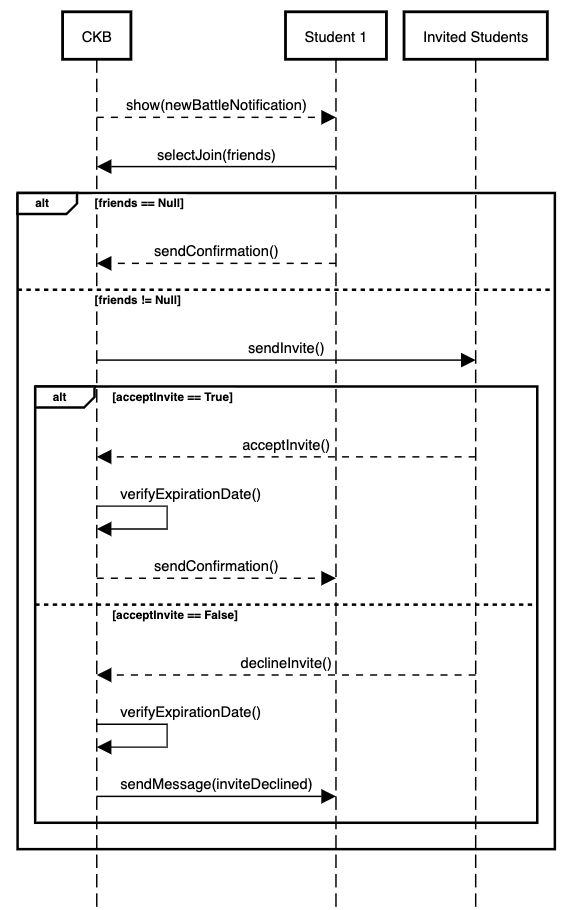 CKB
Student 1
Invited Students
show(newBattleNotification)
selectJoin(friends)
alt
[friends == Null]
sendConfirmation()
[friends != Null]
sendInvite()
alt
[acceptInvite == True]
acceptInvite()
verifyExpirationDate()
sendConfirmation()
[acceptInvite == False]
declineInvite()
verifyExpirationDate()
sendMessage(inviteDeclined)